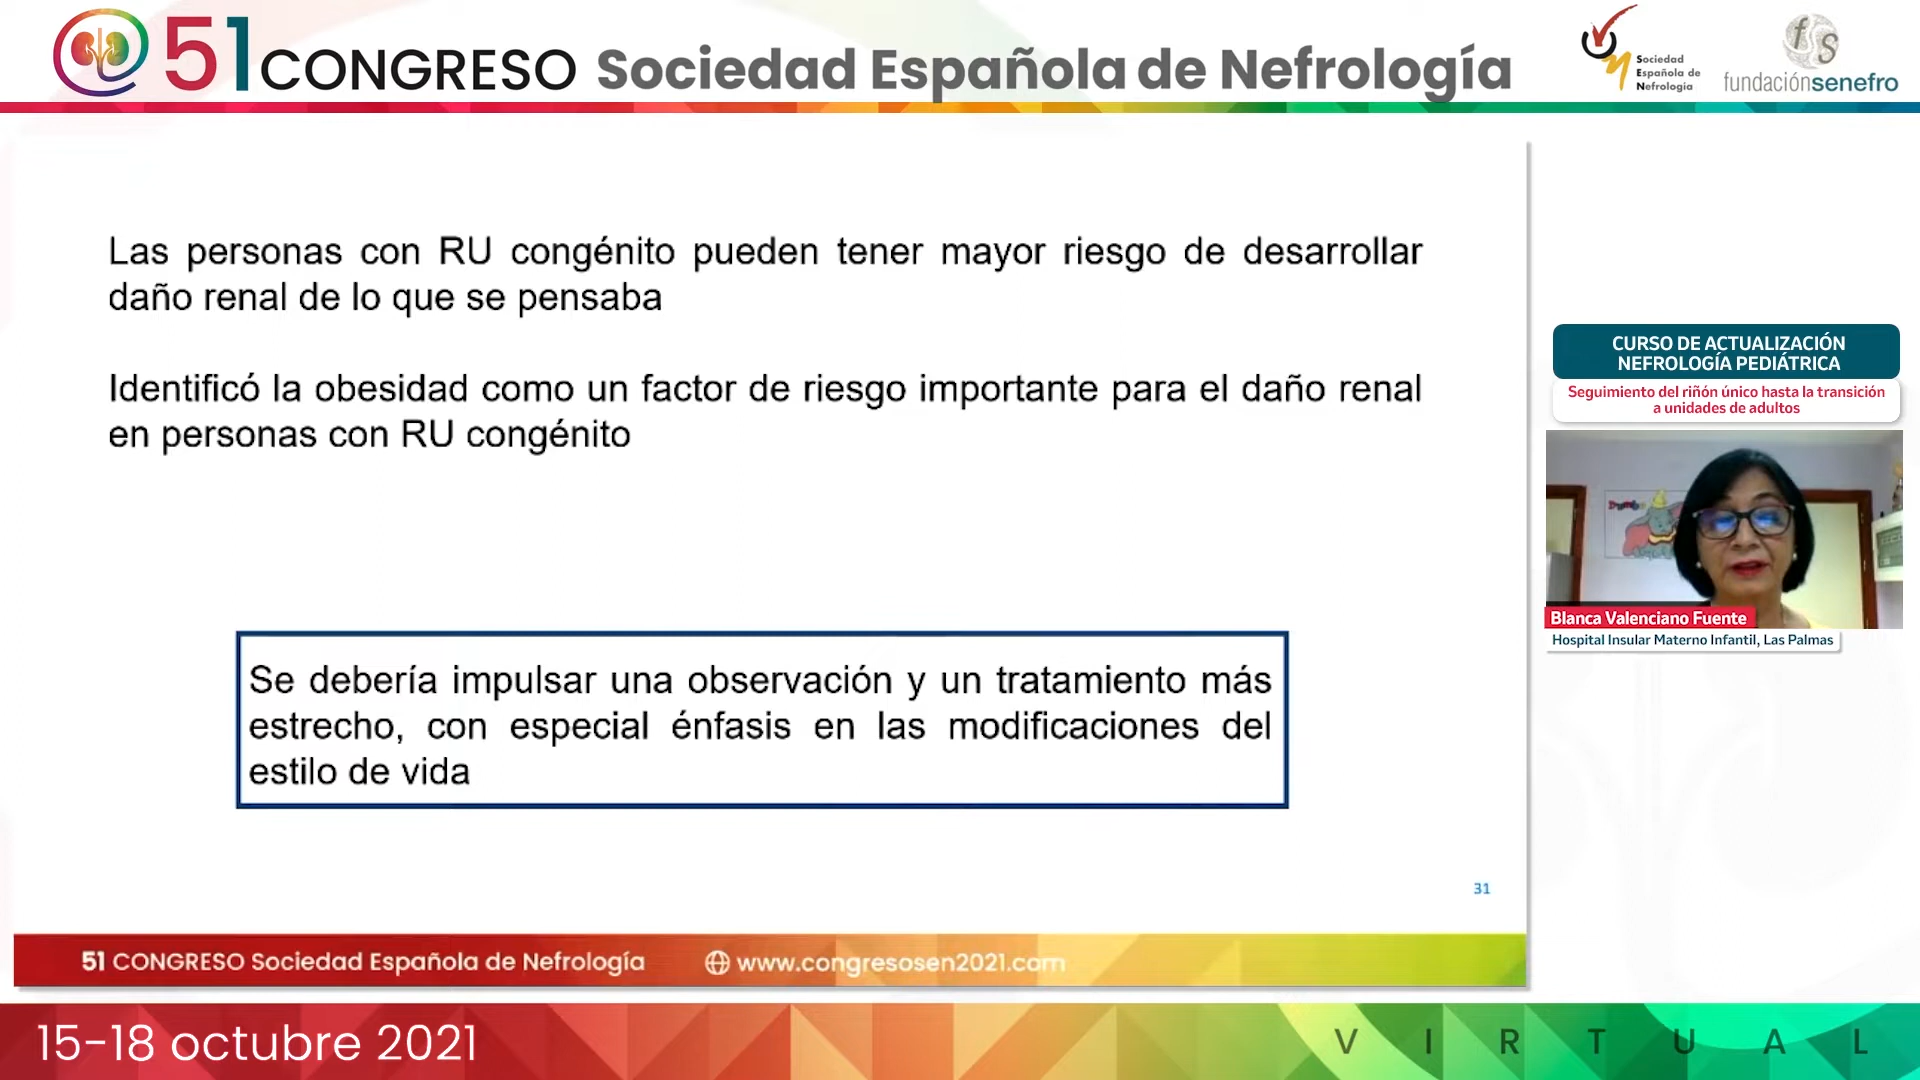 51 CONGRESO Sociedad Española de Nefrología
Sociedad
Española de
Nefrología
fs
fundaciónsenefro
Las personas con RU congénito pueden tener mayor riesgo de desarrollar
daño renal de lo que se pensaba
Identificó la obesidad como un factor de riesgo importante para el daño renal
en personas con RU congénito
Se debería impulsar una observación y un tratamiento más
estrecho, con especial énfasis en las modificaciones del
estilo de vida
31
51 CONGRESO Sociedad Española de Nefrología
www.congresosen2021.com
CURSO DE ACTUALIZACIÓN
NEFROLOGÍA PEDIÁTRICA
Seguimiento del riñón único hasta la transición
a unidades de adultos
Dumbo
Blanca Valenciano Fuente
Hospital Insular Materno Infantil, Las Palmas
15-18 octubre 2021
VIRTUAL